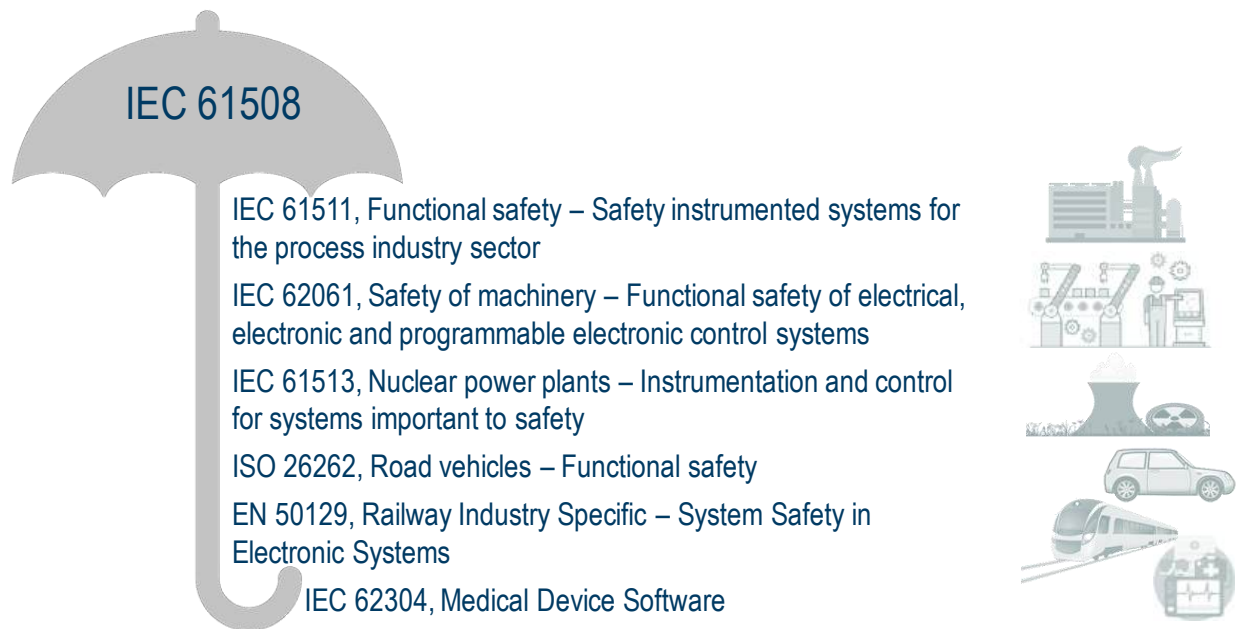 IEC 61508
IEC 61511, Functional safety – Safety instrumented systems for
the process industry sector
IEC 62061, Safety of machinery – Functional safety of electrical,
electronic and programmable electronic control systems
IEC 61513, Nuclear power plants – Instrumentation and control
for systems important to safety
ISO 26262, Road vehicles – Functional safety
EN 50129, Railway Industry Specific – System Safety in
Electronic Systems
IEC 62304, Medical Device Software